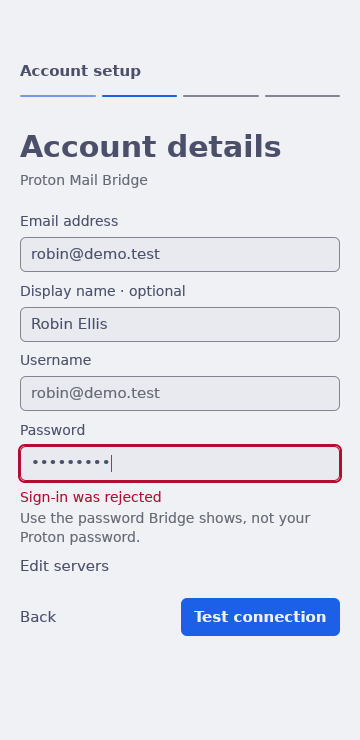 Account setup
Account details
Proton Mail Bridge
Email address
robin@demo.test
Display name · optional
Robin Ellis
Username
robin@demo.test
Password
•••••••••
Sign-in was rejected
Use the password Bridge shows, not your
Proton password.
Edit servers
Back
Test connection